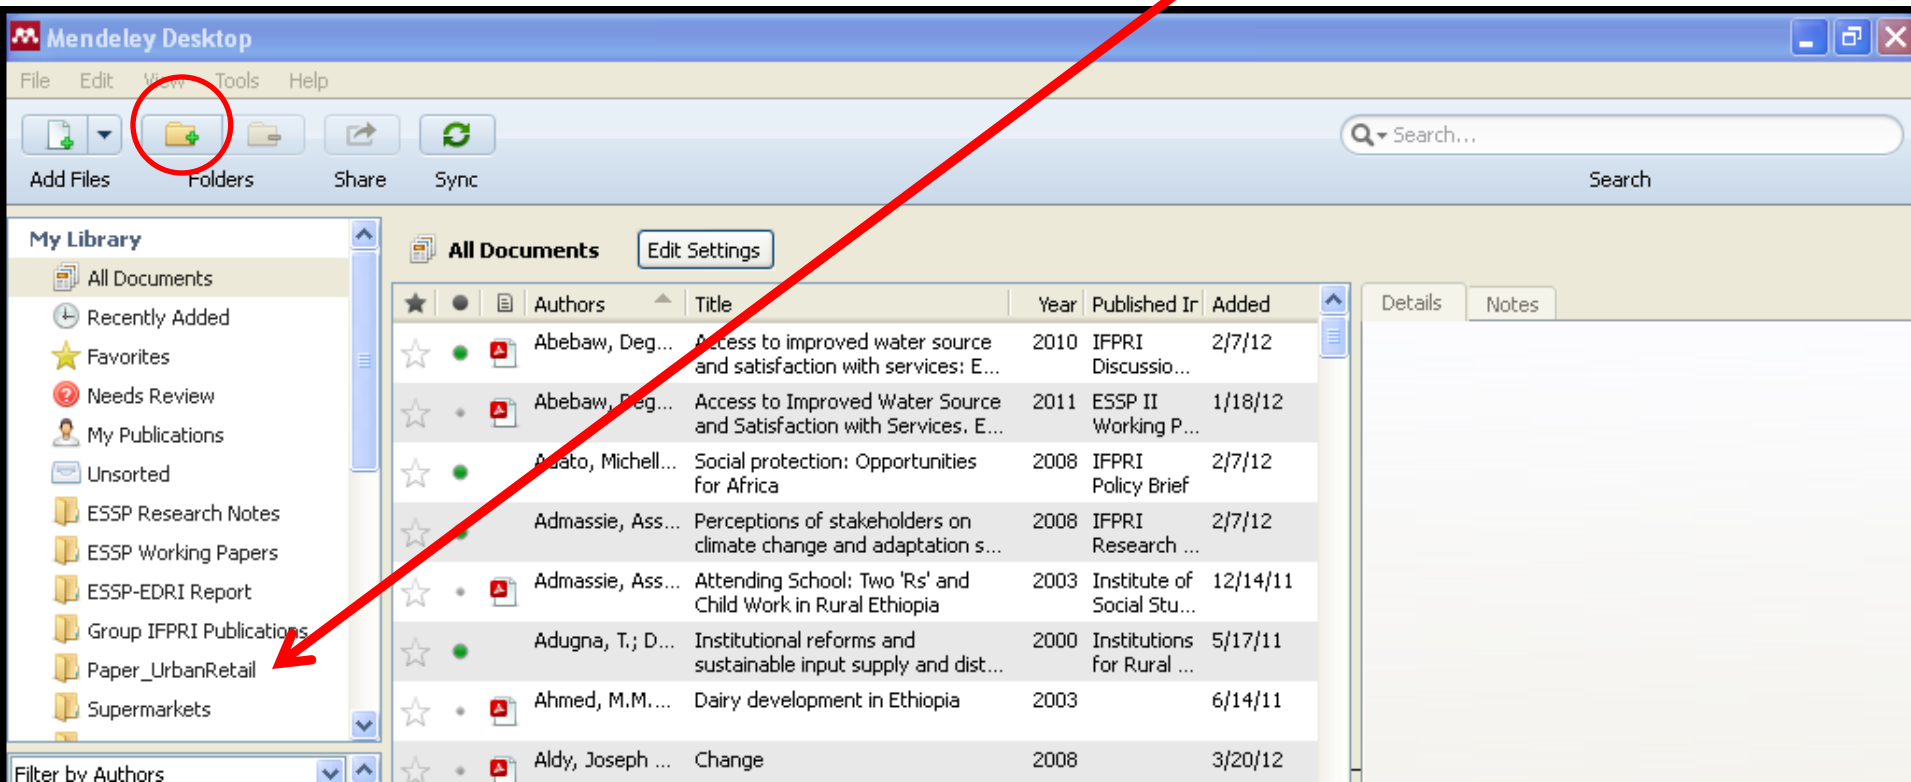 Mendeley Desktop
File Edit View Tools Help
Search...
Add Files Folders Share Sync Search
My Library
All Documents
Recently Added
Favorites
Needs Review
My Publications
Unsorted
ESSP Research Notes
ESSP Working Papers
ESSP-EDRI Report
Group IFPRI Publications
Paper_UrbanRetail
Supermarkets
Filter by Authors
All Documents Edit Settings
Authors Title Year Published Ir Added
Abebaw, Deg... Access to improved water source 2010 IFPRI 2/7/12
and satisfaction with services: E... Discussio...
Abebaw, Deg... Access to Improved Water Source 2011 ESSP II 1/18/12
and Satisfaction with Services. E... Working P...
Adato, Michell... Social protection: Opportunities 2008 IFPRI 2/7/12
for Africa Policy Brief
Admassie, Ass... Perceptions of stakeholders on 2008 IFPRI 2/7/12
climate change and adaptation s... Research ...
Admassie, Ass... Attending School: Two 'Rs' and 2003 Institute of 12/14/11
Child Work in Rural Ethiopia Social Stu...
Adugna, T.; D... Institutional reforms and 2000 Institutions 5/17/11
sustainable input supply and dist... for Rural ...
Ahmed, M.M.... Dairy development in Ethiopia 2003 6/14/11
Aldy, Joseph ... Change 2008 3/20/12
Details Notes